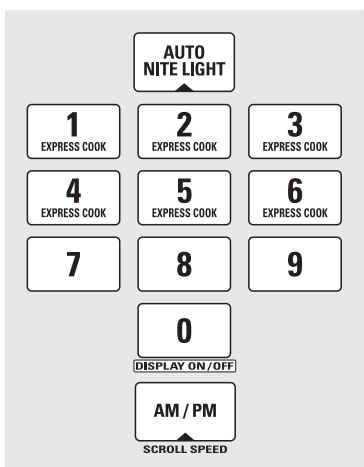 AUTO
NITE LIGHT
1 2 3
EXPRESS COOK EXPRESS COOK EXPRESS COOK
4 5 6
EXPRESS COOK EXPRESS COOK EXPRESS COOK
7 8 9
0
DISPLAY ON/OFF
AM / PM
SCROLL SPEED